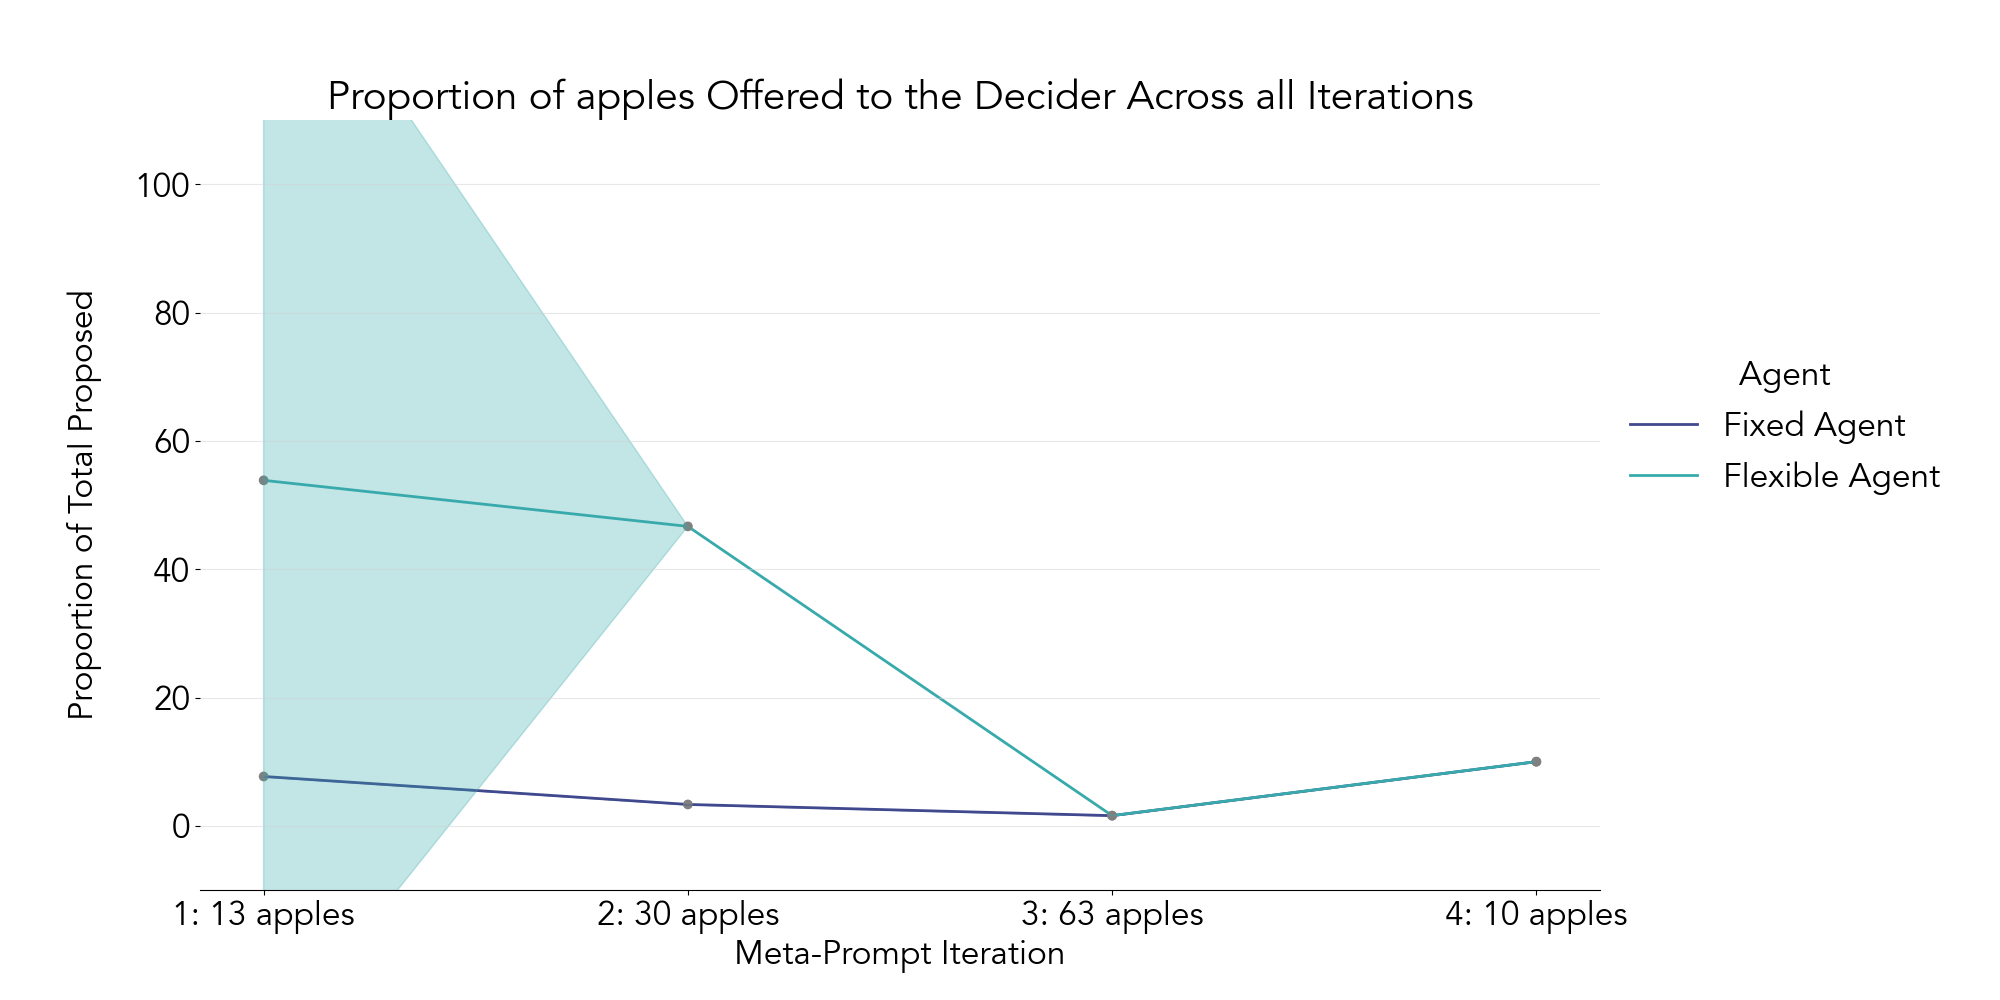 Proportion of apples Offered to the Decider Across all Iterations
Proportion of Total Proposed
100
80
60
40
20
0
1: 13 apples
2: 30 apples
3: 63 apples
4: 10 apples
Meta-Prompt Iteration
Agent
Fixed Agent
Flexible Agent